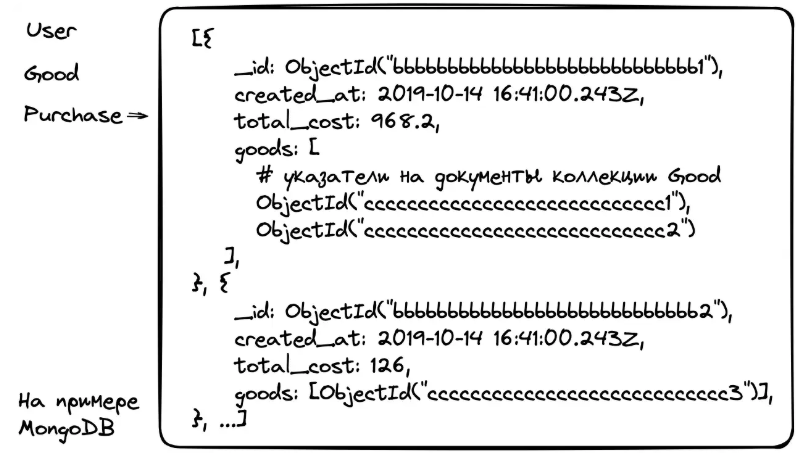 User
Good
Purchase ⇒
[{
_id: ObjectId("bbbbbbbbbbbbbbbbbbbbbbbbbbbb1"),
created_at: 2019-10-14 16:41:00.243Z,
total_cost: 968.2,
goods: [
# указатели на документы коллекции Good
ObjectId("cccccccccccccccccccccccccccc1"),
ObjectId("cccccccccccccccccccccccccccc2")
],
}, {
_id: ObjectId("bbbbbbbbbbbbbbbbbbbbbbbbbbbb2"),
created_at: 2019-10-14 16:41:00.243Z,
total_cost: 126,
goods: [ObjectId("cccccccccccccccccccccccccccc3")],
}, ...]
На примере
MongoDB